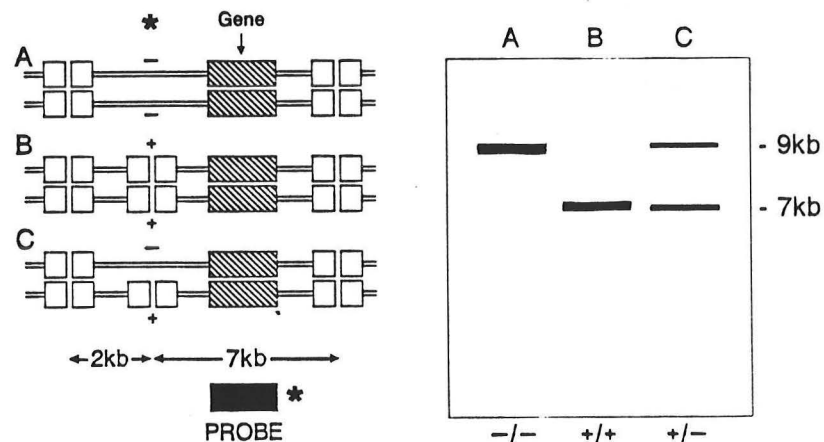 * Gene
A −
−
B +
+
C −
+
2kb 7kb
*
PROBE
A B C
- 9kb
- 7kb
−/− +/+ +/−